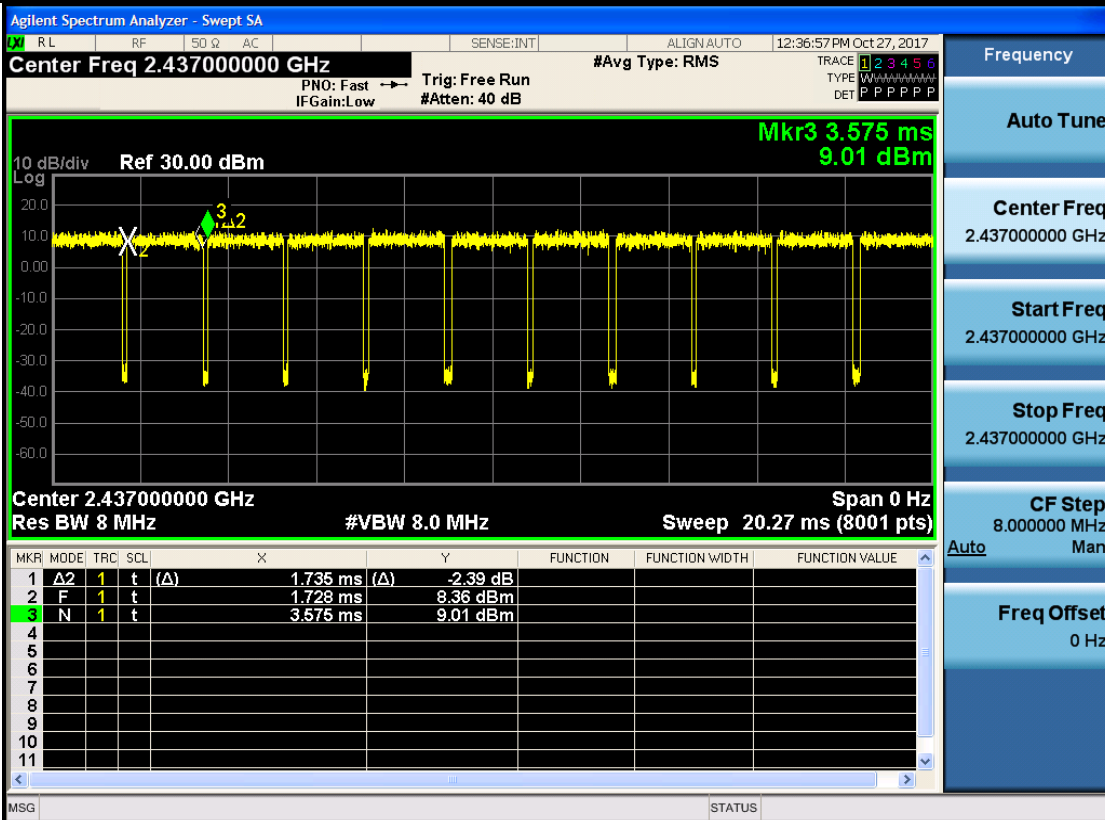 Agilent Spectrum Analyzer - Swept SA
LXI RL RF 50 Ω AC SENSE:INT ALIGN AUTO 12:36:57 PM Oct 27, 2017
Center Freq 2.437000000 GHz
PNO: Fast
IFGain:Low
Trig: Free Run
#Atten: 40 dB
#Avg Type: RMS
TRACE 1 2 3 4 5 6
TYPE WWWWWW
DET P P P P P P
Mkr3 3.575 ms
9.01 dBm
10 dB/div Ref 30.00 dBm
Log
20.0
10.0
0.00
-10.0
-20.0
-30.0
-40.0
-50.0
-60.0
3
1Δ2
2
Center 2.437000000 GHz Span 0 Hz
Res BW 8 MHz #VBW 8.0 MHz Sweep 20.27 ms (8001 pts)
MKR MODE TRC SCL X Y FUNCTION FUNCTION WIDTH FUNCTION VALUE
1 Δ2 1 t (Δ) 1.735 ms (Δ) -2.39 dB
2 F 1 t 1.728 ms 8.36 dBm
3 N 1 t 3.575 ms 9.01 dBm
4
5
6
7
8
9
10
11
MSG STATUS
Frequency
Auto Tune
Center Freq
2.437000000 GHz
Start Freq
2.437000000 GHz
Stop Freq
2.437000000 GHz
CF Step
8.000000 MHz
Auto Man
Freq Offset
0 Hz